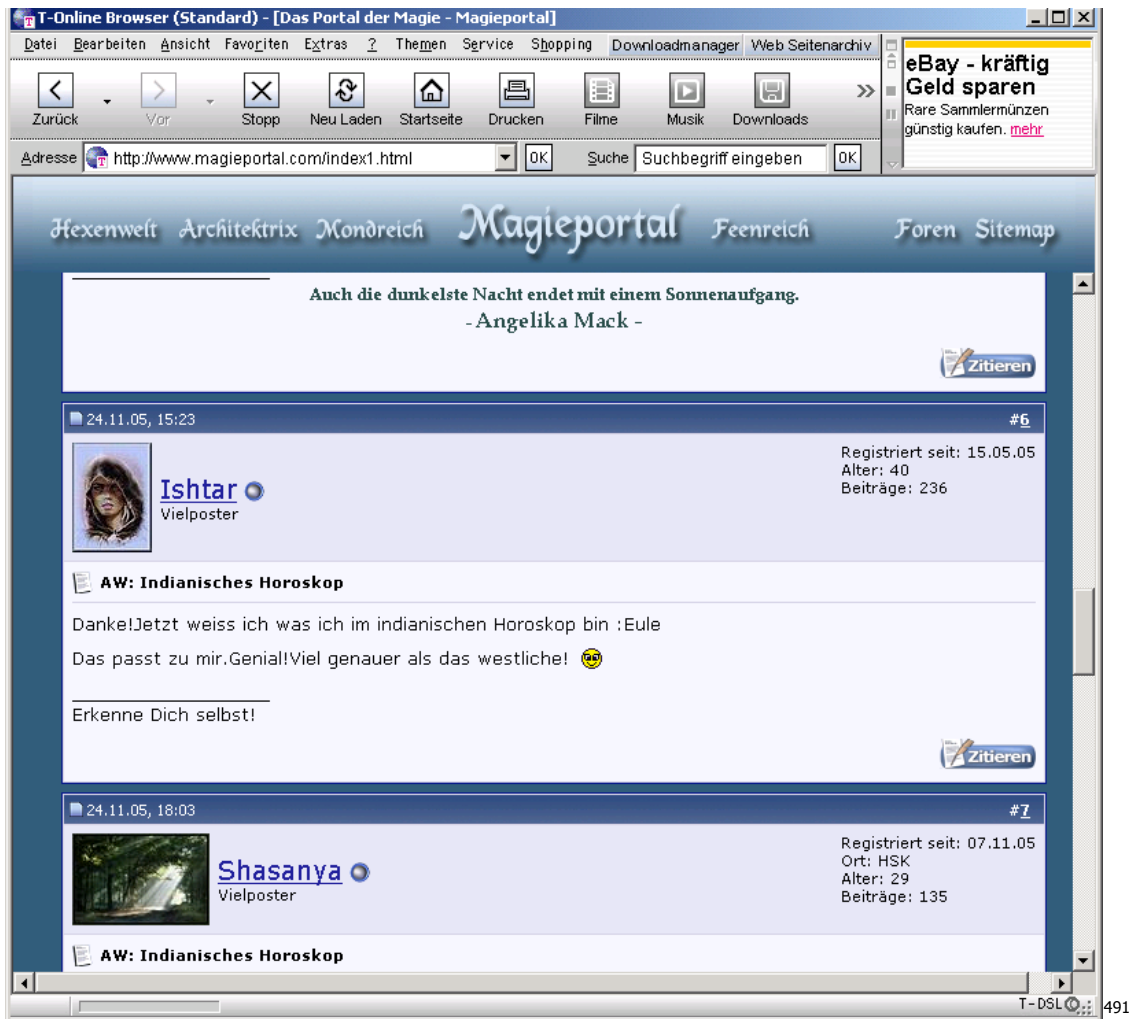 T-Online Browser (Standard) - [Das Portal der Magie - Magieportal]
Datei Bearbeiten Ansicht Favoriten Extras ? Themen Service Shopping Downloadmanager Web Seitenarchiv
eBay - kräftig
Geld sparen
Rare Sammlermünzen
günstig kaufen. mehr
Zurück Vor Stopp Neu Laden Startseite Drucken Filme Musik Downloads
Adresse http://www.magieportal.com/index1.html OK Suche Suchbegriff eingeben OK
Hexenwelt Architektrix Mondreich Magieportal Feenreich Foren Sitemap
Auch die dunkelste Nacht endet mit einem Sonnenaufgang.
- Angelika Mack -
Zitieren
24.11.05, 15:23 #6
Registriert seit: 15.05.05
Alter: 40
Beiträge: 236
Ishtar
Vielposter
AW: Indianisches Horoskop
Danke!Jetzt weiss ich was ich im indianischen Horoskop bin :Eule
Das passt zu mir.Genial!Viel genauer als das westliche!
Erkenne Dich selbst!
Zitieren
24.11.05, 18:03 #7
Registriert seit: 07.11.05
Ort: HSK
Alter: 29
Beiträge: 135
Shasanya
Vielposter
AW: Indianisches Horoskop
T-DSL
491